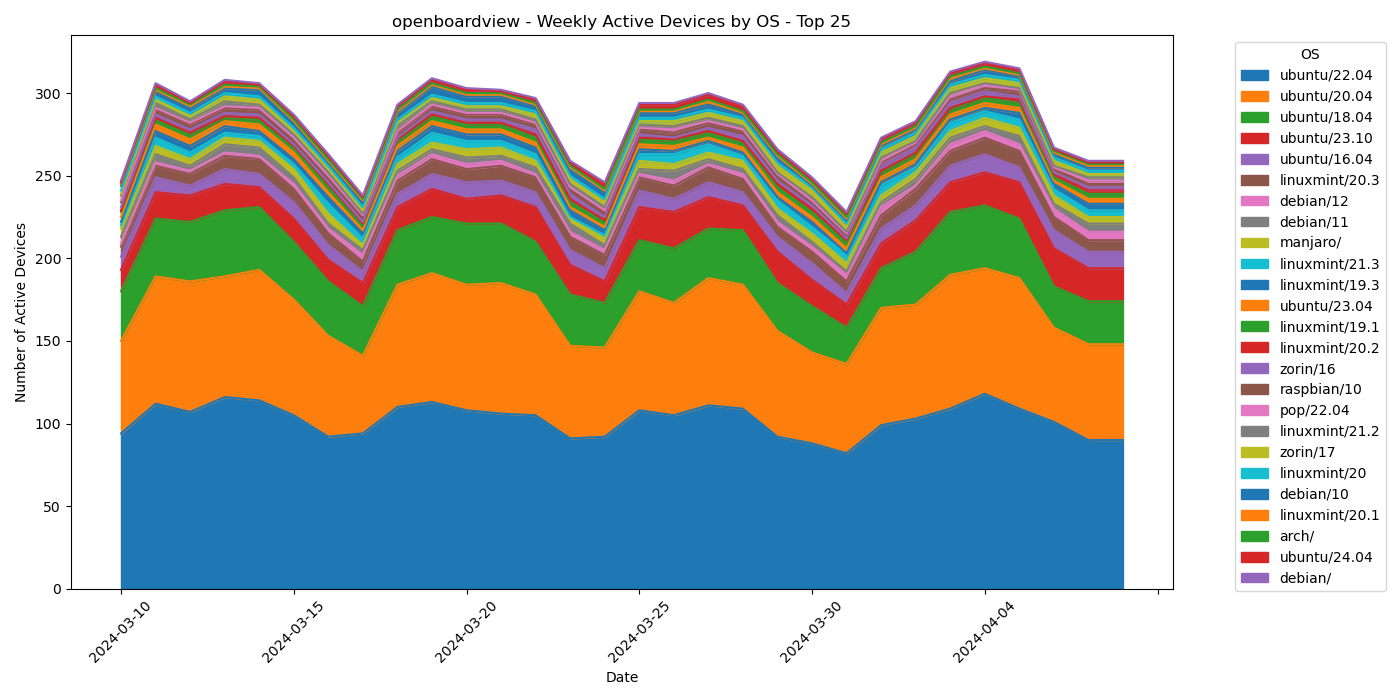 openboardview - Weekly Active Devices by OS - Top 25
Number of Active Devices
300
250
200
150
100
50
0
2024-03-10
2024-03-15
2024-03-20
2024-03-25
2024-03-30
2024-04-04
Date
OS
ubuntu/22.04
ubuntu/20.04
ubuntu/18.04
ubuntu/23.10
ubuntu/16.04
linuxmint/20.3
debian/12
debian/11
manjaro/
linuxmint/21.3
linuxmint/19.3
ubuntu/23.04
linuxmint/19.1
linuxmint/20.2
zorin/16
raspbian/10
pop/22.04
linuxmint/21.2
zorin/17
linuxmint/20
debian/10
linuxmint/20.1
arch/
ubuntu/24.04
debian/